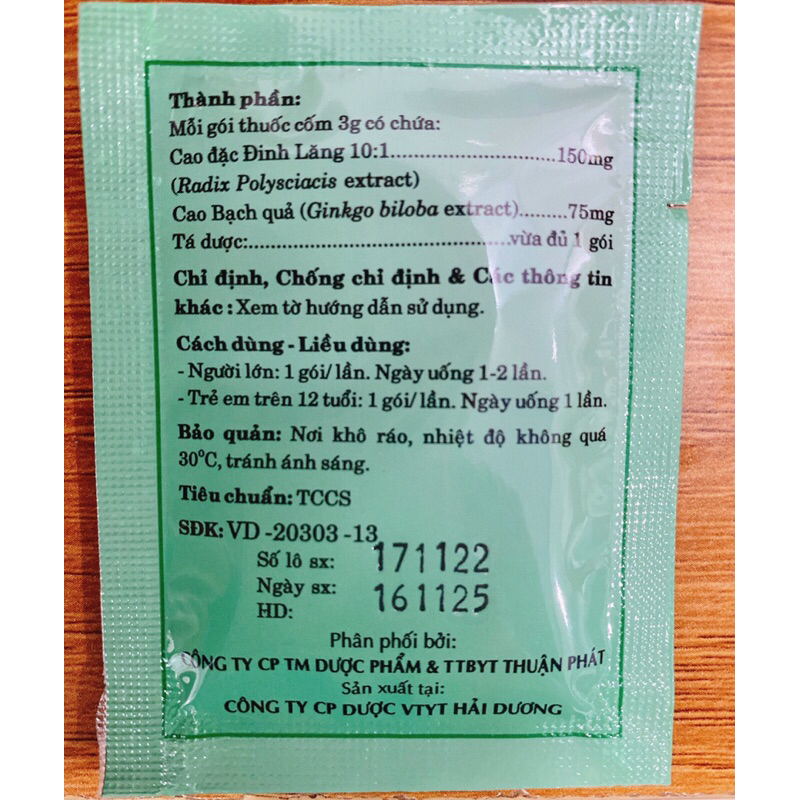 Thành phần:
Mỗi gói thuốc cốm 3g có chứa:
Cao đặc Đinh Lăng 10:1..............................150mg
(Radix Polysciacis extract)
Cao Bạch quả (Ginkgo biloba extract).........75mg
Tá dược:..............................................vừa đủ 1 gói
Chỉ định, Chống chỉ định & Các thông tin
khác : Xem tờ hướng dẫn sử dụng.
Cách dùng - Liều dùng:
- Người lớn: 1 gói/ lần. Ngày uống 1-2 lần.
- Trẻ em trên 12 tuổi: 1 gói/ lần. Ngày uống 1 lần.
Bảo quản: Nơi khô ráo, nhiệt độ không quá
30°C, tránh ánh sáng.
Tiêu chuẩn: TCCS
SĐK: VD -20303 -13
Số lô sx: 171122
Ngày sx: 161125
HD:
Phân phối bởi:
CÔNG TY CP TM DƯỢC PHẨM & TTBYT THUẬN PHÁT
Sản xuất tại:
CÔNG TY CP DƯỢC VTYT HẢI DƯƠNG